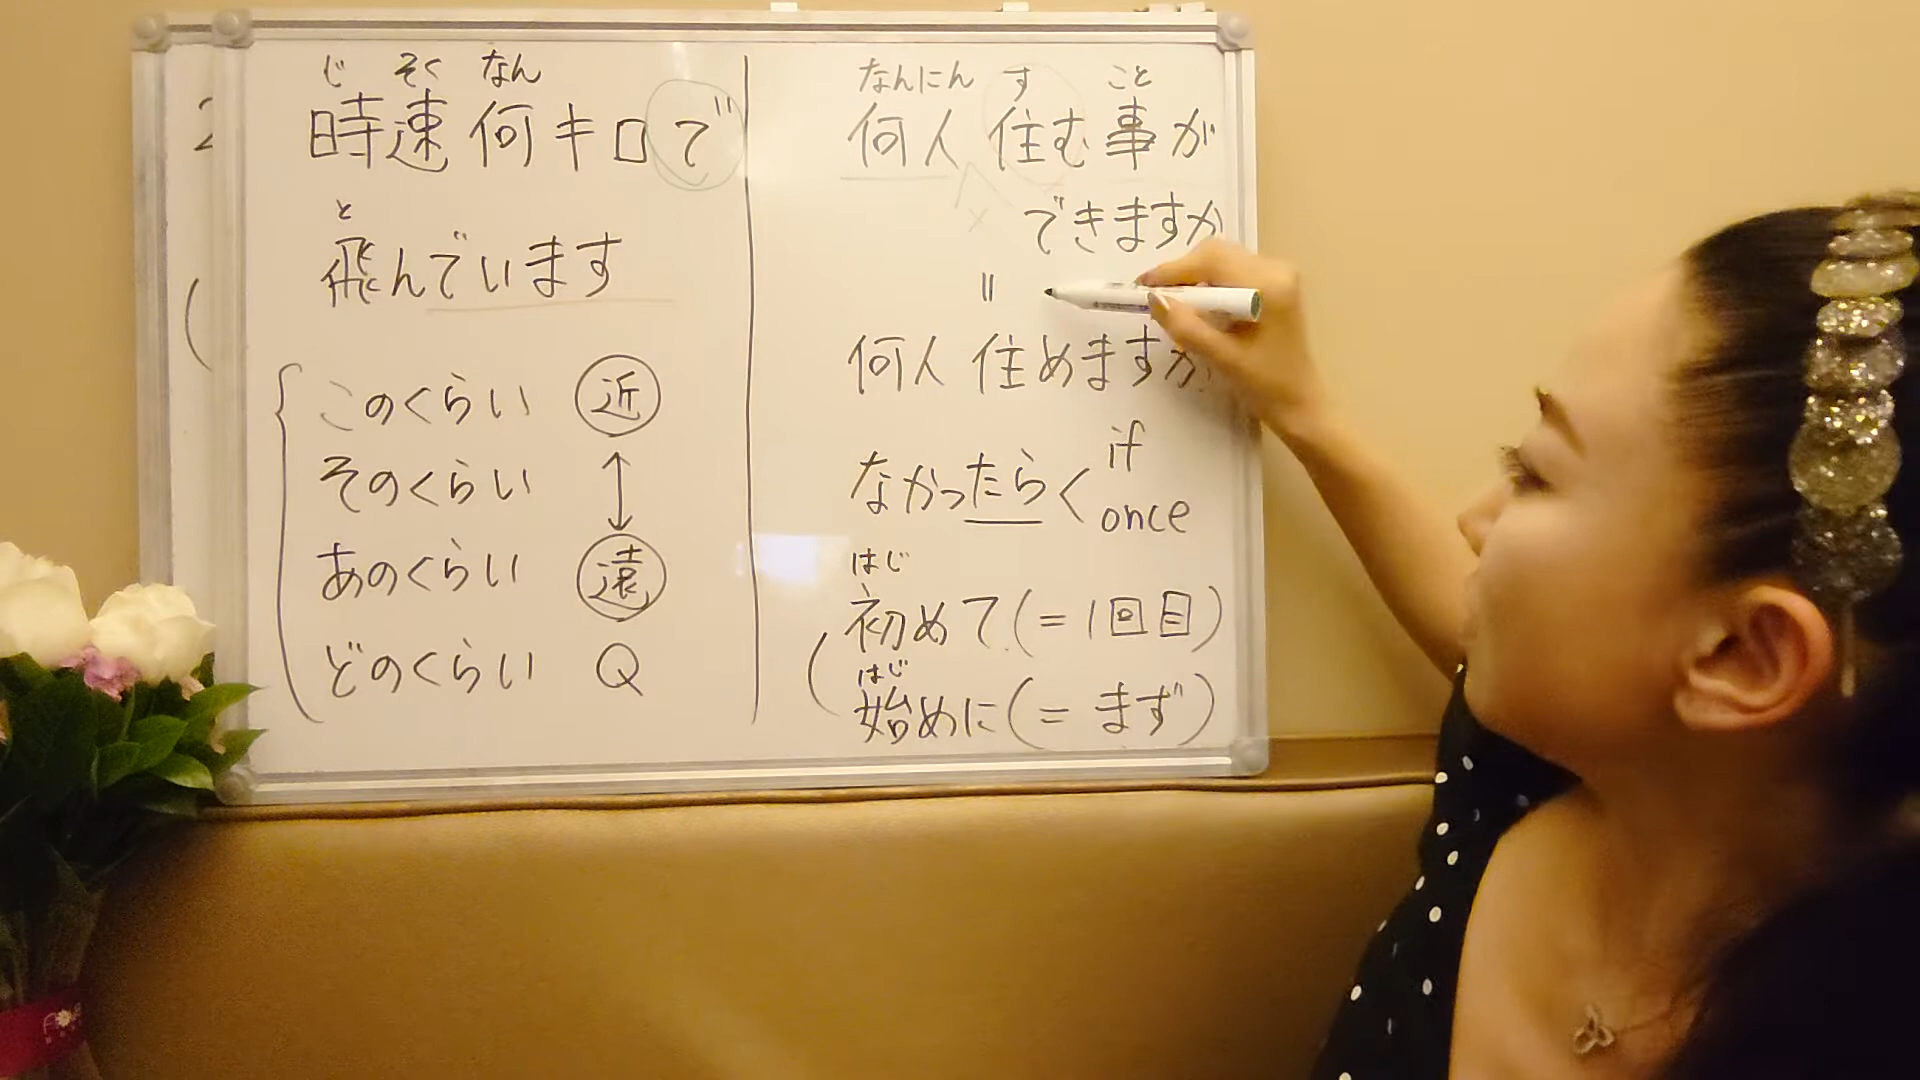 2
(
じ そく なん
時速何キロで
と
飛んでいます
このくらい 近
そのくらい ↕
あのくらい 遠
どのくらい Q
なんにん す こと
何人 住む事が
×
できますか
=
何人 住めますか
なかったら < if
once
はじ
初めて(=1回目)
はじ
始めに(=まず)